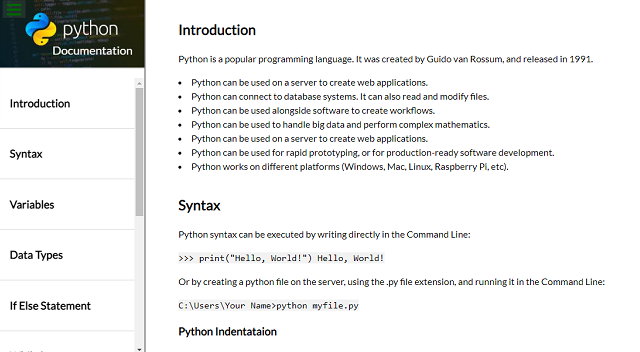 python
Documentation
Introduction
Syntax
Variables
Data Types
If Else Statement
Introduction
Python is a popular programming language. It was created by Guido van Rossum, and released in 1991.
Python can be used on a server to create web applications.
Python can connect to database systems. It can also read and modify files.
Python can be used alongside software to create workflows.
Python can be used to handle big data and perform complex mathematics.
Python can be used on a server to create web applications.
Python can be used for rapid prototyping, or for production-ready software development.
Python works on different platforms (Windows, Mac, Linux, Raspberry Pi, etc).
Syntax
Python syntax can be executed by writing directly in the Command Line:
>>> print("Hello, World!") Hello, World!
Or by creating a python file on the server, using the .py file extension, and running it in the Command Line:
C:\Users\Your Name>python myfile.py
Python Indentataion